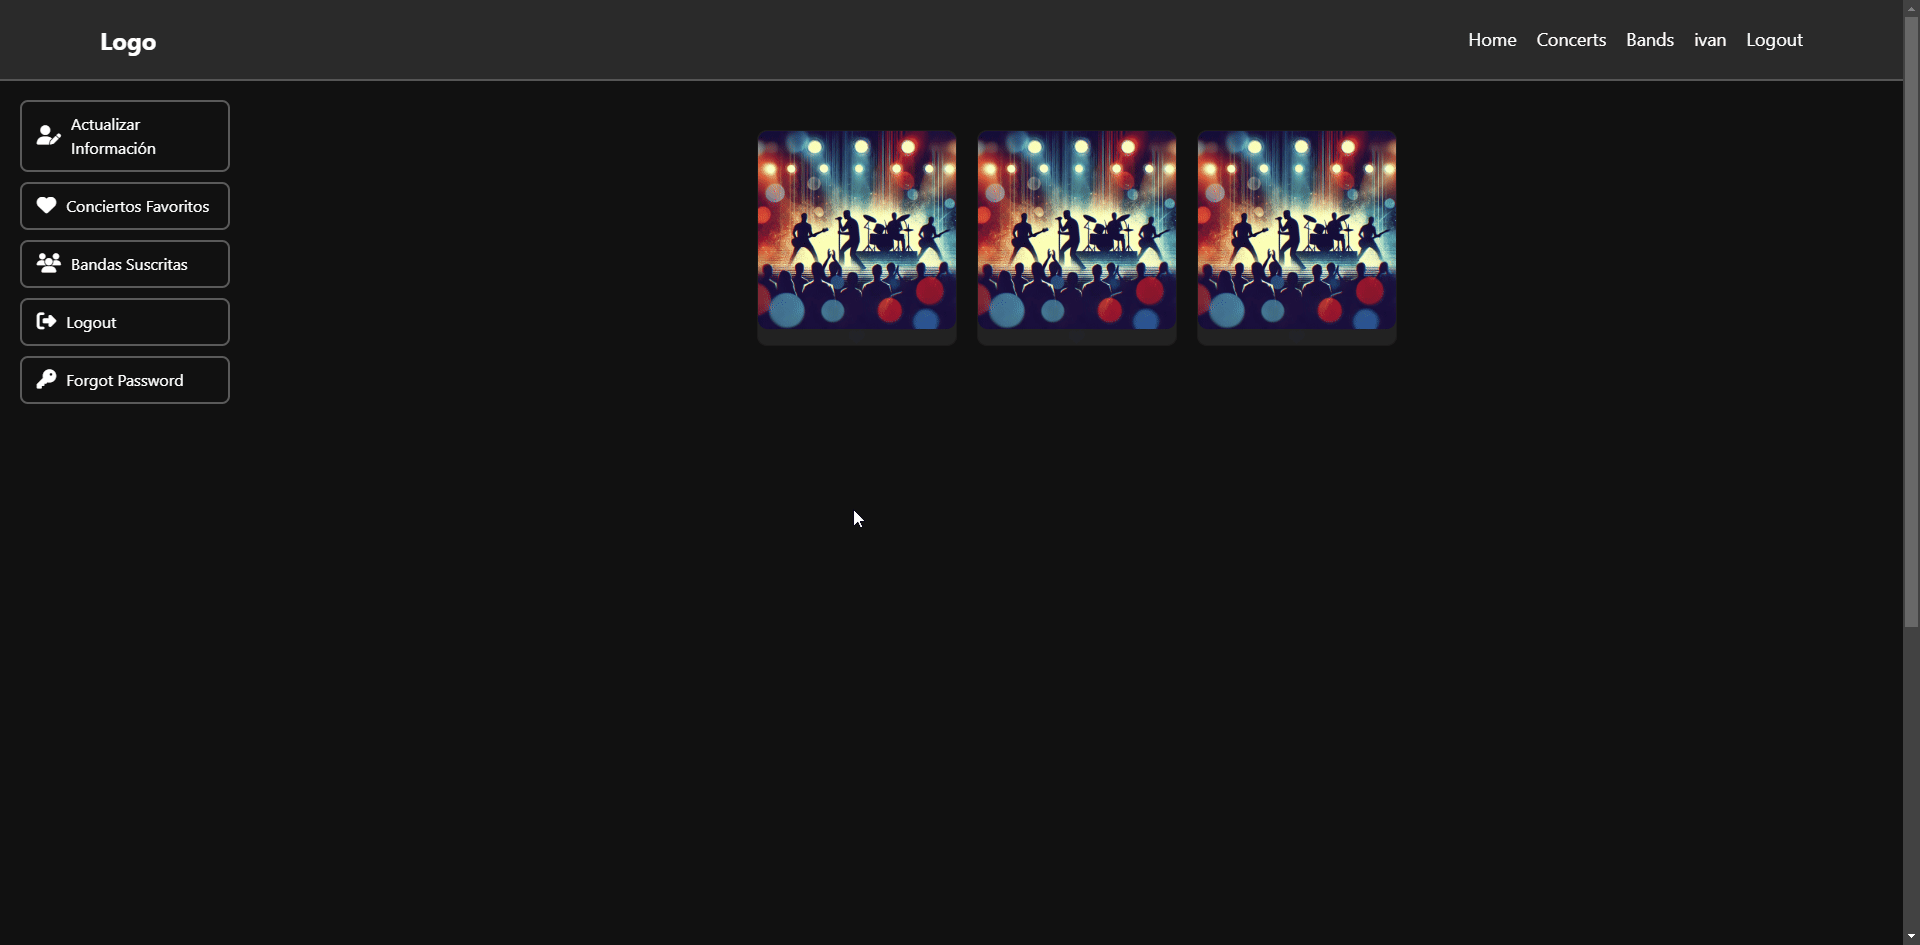 Logo
Home
Concerts
Bands
ivan
Logout
Actualizar
Información
Conciertos Favoritos
Bandas Suscritas
Logout
Forgot Password